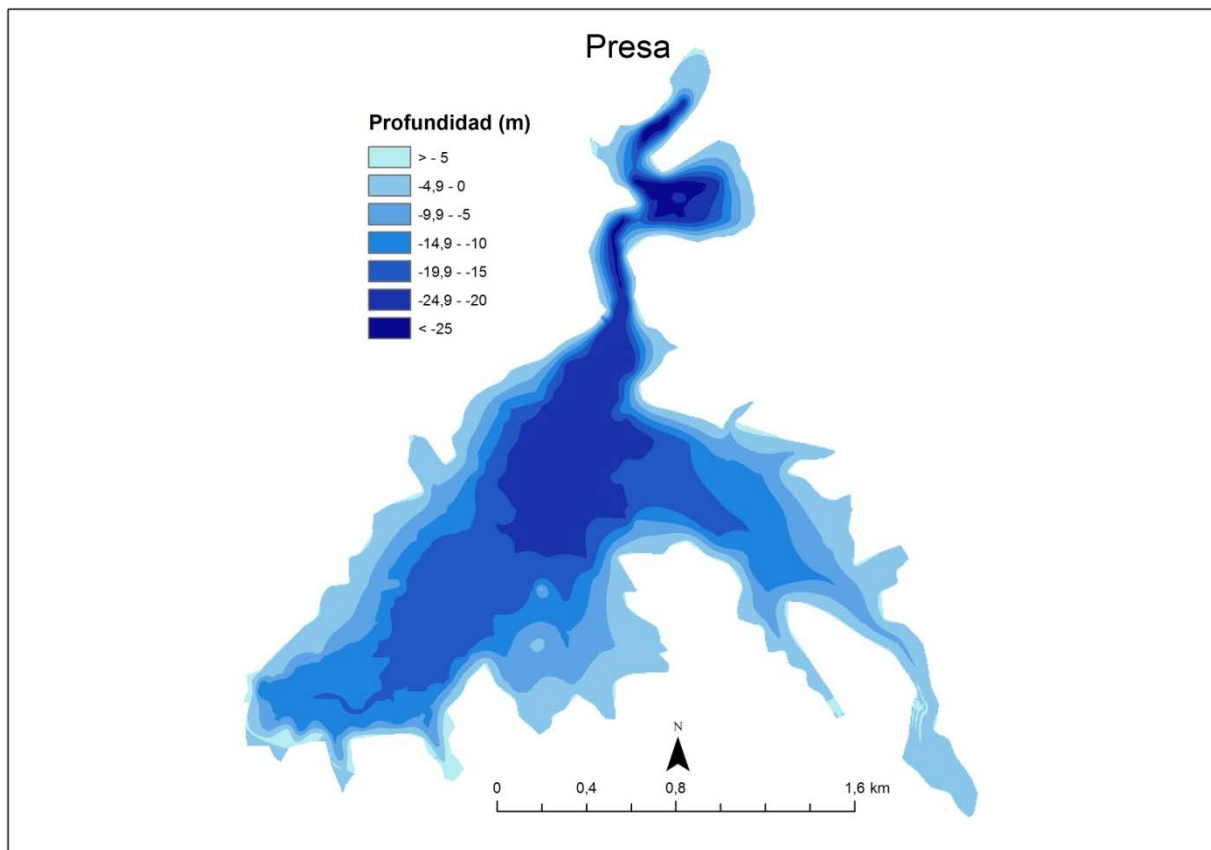 Presa
Profundidad (m)
> - 5
-4,9 - 0
-9,9 - -5
-14,9 - -10
-19,9 - -15
-24,9 - -20
< -25
N
0 0,4 0,8 1,6 km